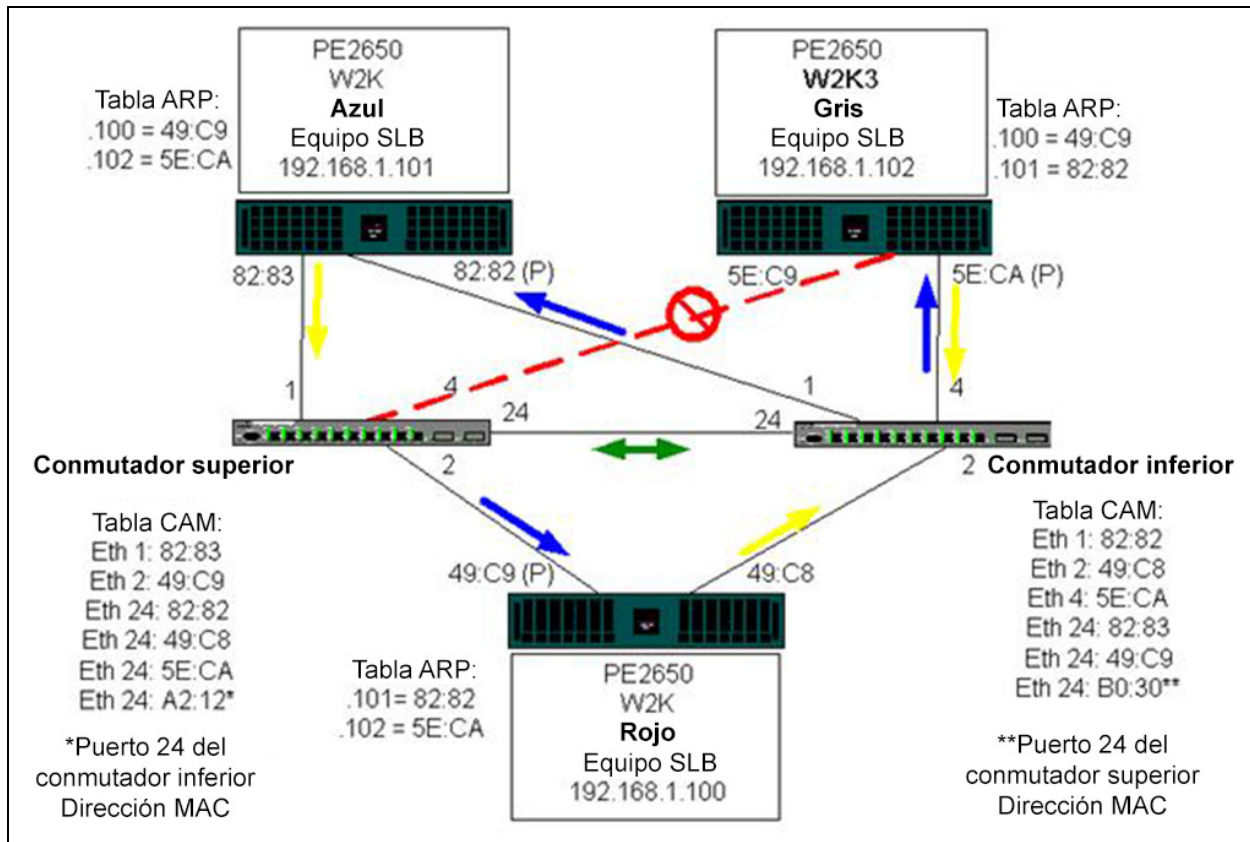 PE2650
W2K
Azul
Equipo SLB
192.168.1.101
Tabla ARP:
.100 = 49:C9
.102 = 5E:CA
PE2650
W2K3
Gris
Equipo SLB
192.168.1.102
Tabla ARP:
.100 = 49:C9
.101 = 82:82
82:83
82:82 (P)
5E:C9
5E:CA (P)
1
4
24
24
1
4
Conmutador superior
2
2
Conmutador inferior
Tabla CAM:
Eth 1: 82:83
Eth 2: 49:C9
Eth 24: 82:82
Eth 24: 49:C8
Eth 24: 5E:CA
Eth 24: A2:12*
*Puerto 24 del
conmutador inferior
Dirección MAC
49:C9 (P)
49:C8
Tabla ARP:
.101= 82:82
.102 = 5E:CA
PE2650
W2K
Rojo
Equipo SLB
192.168.1.100
Tabla CAM:
Eth 1: 82:82
Eth 2: 49:C8
Eth 4: 5E:CA
Eth 24: 82:83
Eth 24: 49:C9
Eth 24: B0:30**
**Puerto 24 del
conmutador superior
Dirección MAC